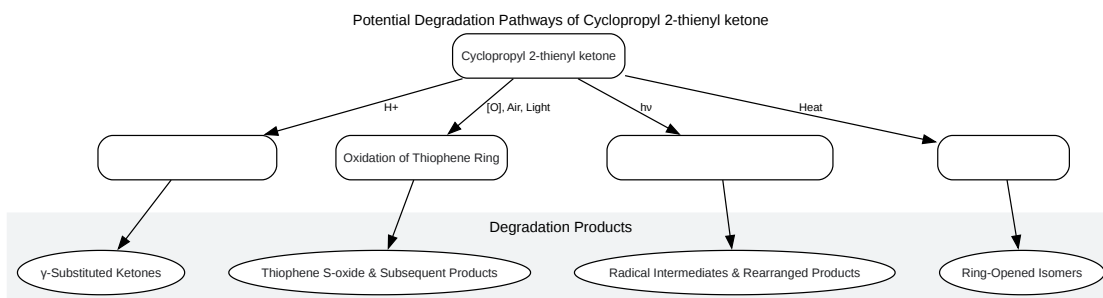 Potential Degradation Pathways of Cyclopropyl 2-thienyl ketone
Cyclopropyl 2-thienyl ketone
H+
[O], Air, Light
hν
Heat
Oxidation of Thiophene Ring
Degradation Products
γ-Substituted Ketones
Thiophene S-oxide & Subsequent Products
Radical Intermediates & Rearranged Products
Ring-Opened Isomers